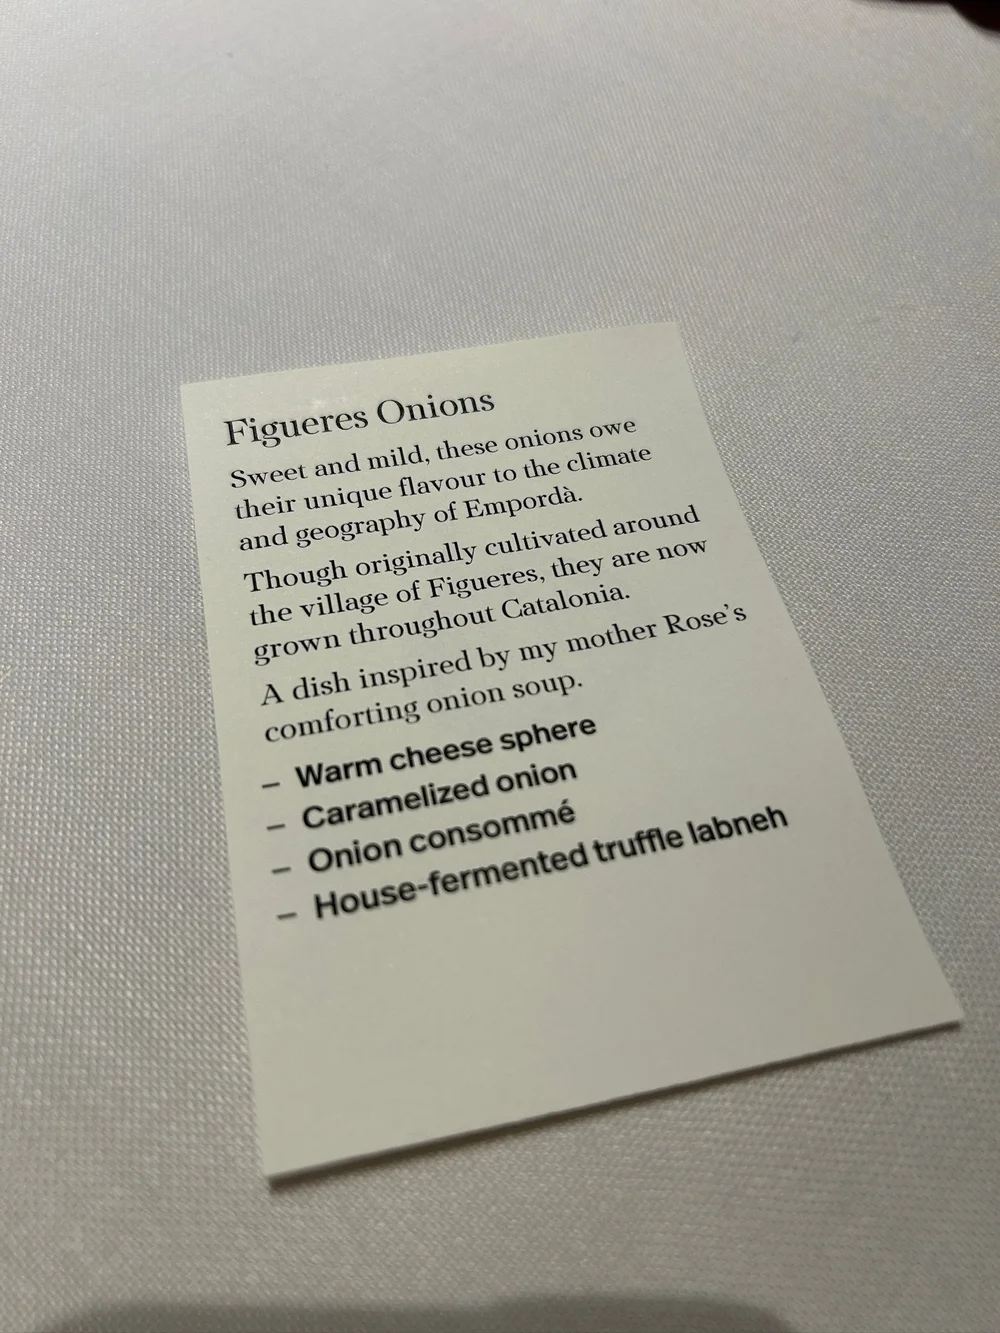 Figueres Onions
Sweet and mild, these onions owe
their unique flavour to the climate
and geography of Empordà.
Though originally cultivated around
the village of Figueres, they are now
grown throughout Catalonia.
A dish inspired by my mother Rose’s
comforting onion soup.
– Warm cheese sphere
– Caramelized onion
– Onion consommé
– House-fermented truffle labneh